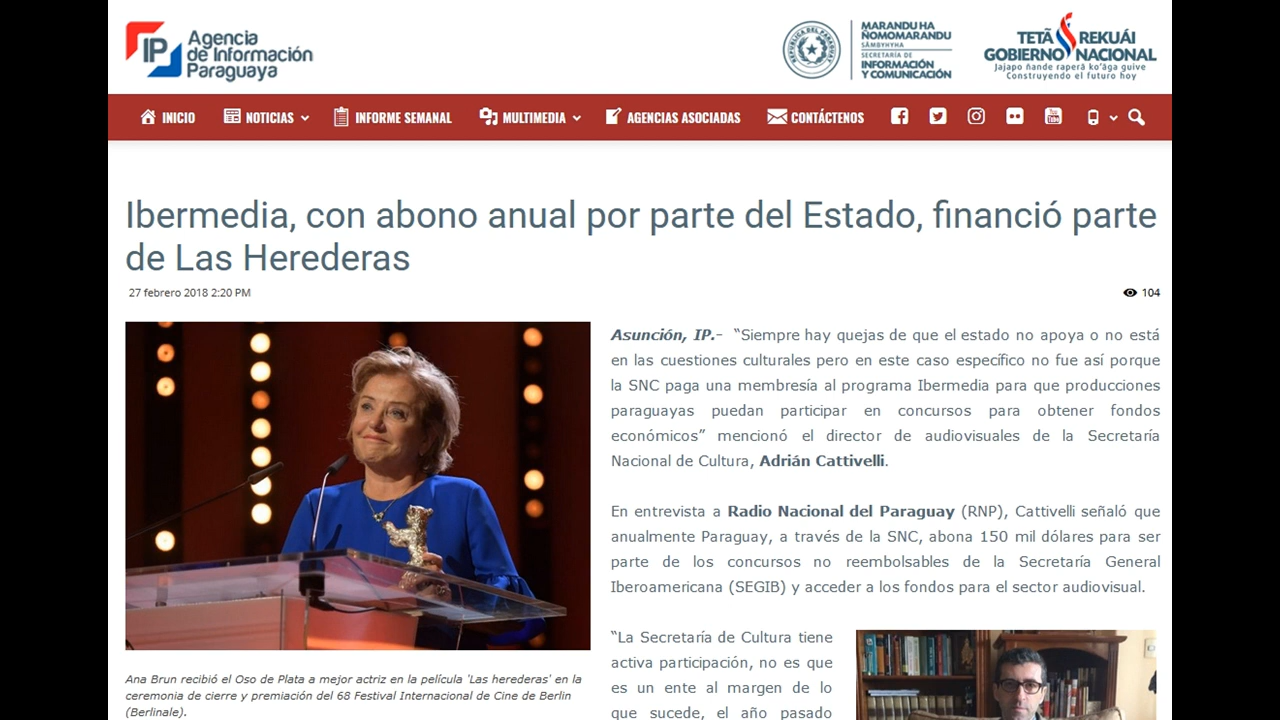 IP
Agencia
de Información
Paraguaya
REPUBLICA DEL PARAGUAY
MARANDU HA
ÑOMOMARANDU
SÃMBYHYHA
SECRETARÍA DE
INFORMACIÓN
Y COMUNICACIÓN
TETÃ REKUÁI
GOBIERNO NACIONAL
Jajapo ñande raperã ko'ãga guive
Construyendo el futuro hoy
INICIO NOTICIAS INFORME SEMANAL MULTIMEDIA AGENCIAS ASOCIADAS CONTÁCTENOS
Ibermedia, con abono anual por parte del Estado, financió parte
de Las Herederas
27 febrero 2018 2:20 PM
104
Asunción, IP.- “Siempre hay quejas de que el estado no apoya o no está
en las cuestiones culturales pero en este caso específico no fue así porque
la SNC paga una membresía al programa Ibermedia para que producciones
paraguayas puedan participar en concursos para obtener fondos
económicos” mencionó el director de audiovisuales de la Secretaría
Nacional de Cultura, Adrián Cattivelli.
En entrevista a Radio Nacional del Paraguay (RNP), Cattivelli señaló que
anualmente Paraguay, a través de la SNC, abona 150 mil dólares para ser
parte de los concursos no reembolsables de la Secretaría General
Iberoamericana (SEGIB) y acceder a los fondos para el sector audiovisual.
“La Secretaría de Cultura tiene
activa participación, no es que
es un ente al margen de lo
que sucede, el año pasado
Ana Brun recibió el Oso de Plata a mejor actriz en la película 'Las herederas' en la
ceremonia de cierre y premiación del 68 Festival Internacional de Cine de Berlin
(Berlinale).